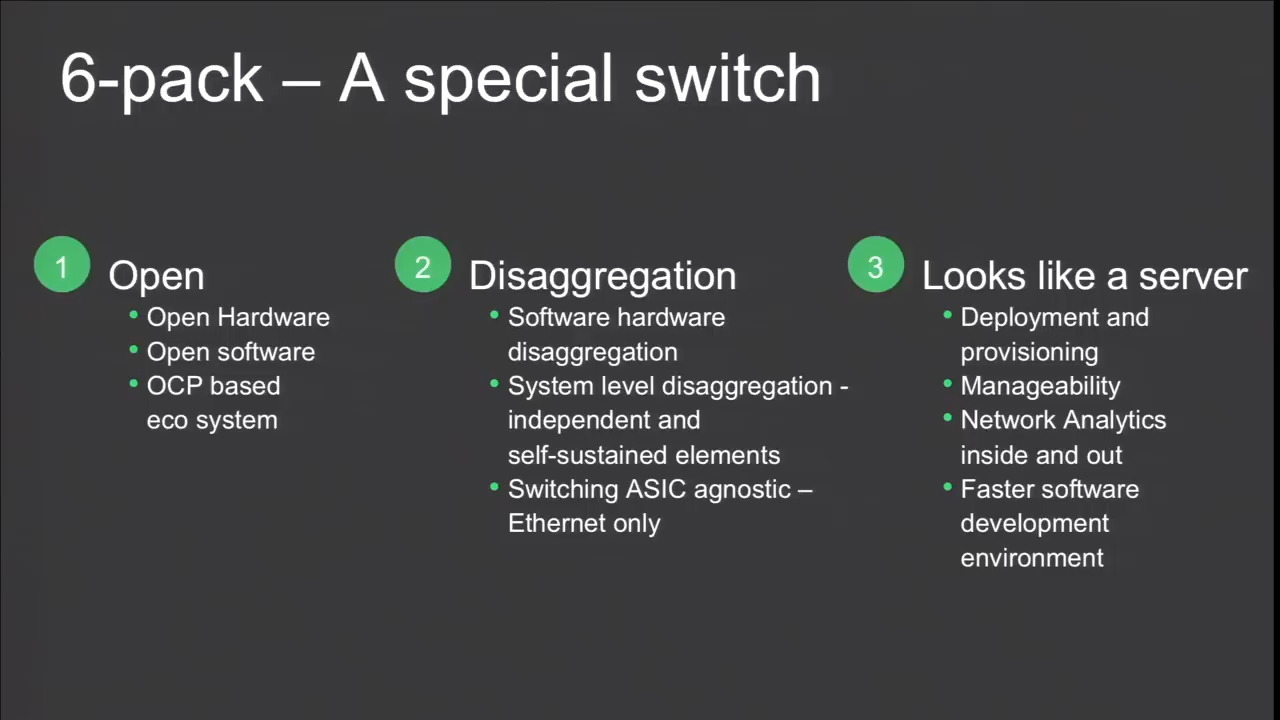 6-pack – A special switch
1
Open
• Open Hardware
• Open software
• OCP based
eco system
2
Disaggregation
• Software hardware
disaggregation
• System level disaggregation -
independent and
self-sustained elements
• Switching ASIC agnostic –
Ethernet only
3
Looks like a server
• Deployment and
provisioning
• Manageability
• Network Analytics
inside and out
• Faster software
development
environment